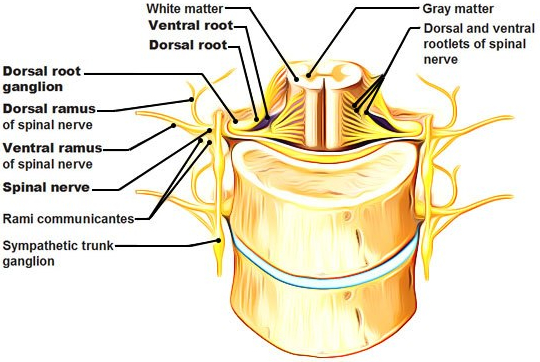 White matter
Ventral root
Dorsal root
Dorsal root
ganglion
Dorsal ramus
of spinal nerve
Ventral ramus
of spinal nerve
Spinal nerve
Rami communicantes
Sympathetic trunk
ganglion
Gray matter
Dorsal and ventral
rootlets of spinal
nerve